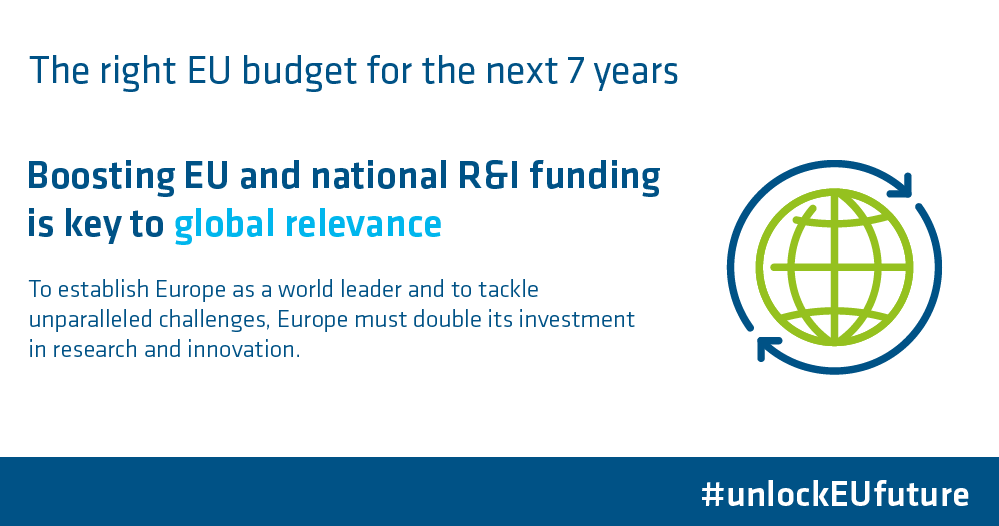 The right EU budget for the next 7 years
Boosting EU and national R&I funding
is key to global relevance
To establish Europe as a world leader and to tackle
unparalleled challenges, Europe must double its investment
in research and innovation.
#unlockEUfuture